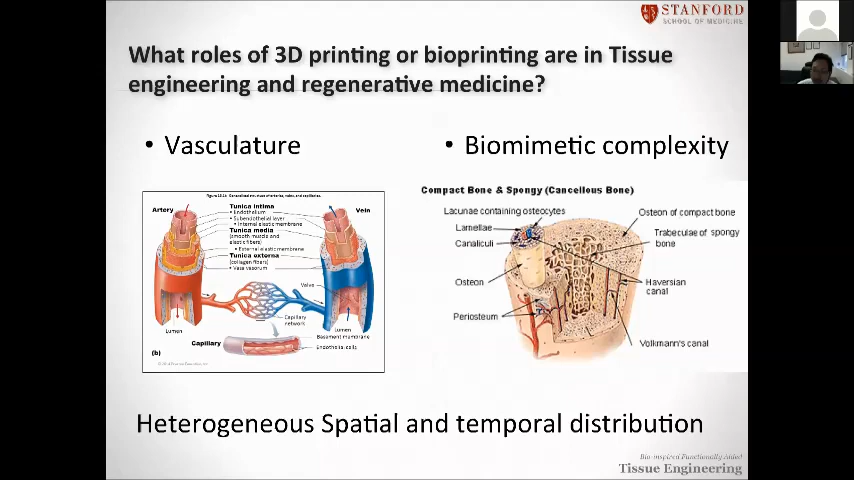 STANFORD
SCHOOL OF MEDICINE
What roles of 3D printing or bioprinting are in Tissue
engineering and regenerative medicine?
• Vasculature
• Biomimetic complexity
Artery
Tunica intima
• Endothelium
• Subendothelial layer
• Internal elastic membrane
Tunica media
(smooth muscle and
elastic fibers)
• External elastic membrane
Tunica externa
(collagen fibers)
• Vasa vasorum
Vein
Valve
Lumen
Capillary
network
Lumen
Basement membrane
Endothelial cells
Capillary
(b)
Compact Bone & Spongy (Cancellous Bone)
Lacunae containing osteocytes
Lamellae
Canaliculi
Osteon
Periosteum
Osteon of compact bone
Trabeculae of spongy
bone
Haversian
canal
Volkmann's canal
Heterogeneous Spatial and temporal distribution
Bio-inspired Functionally Aided
Tissue Engineering